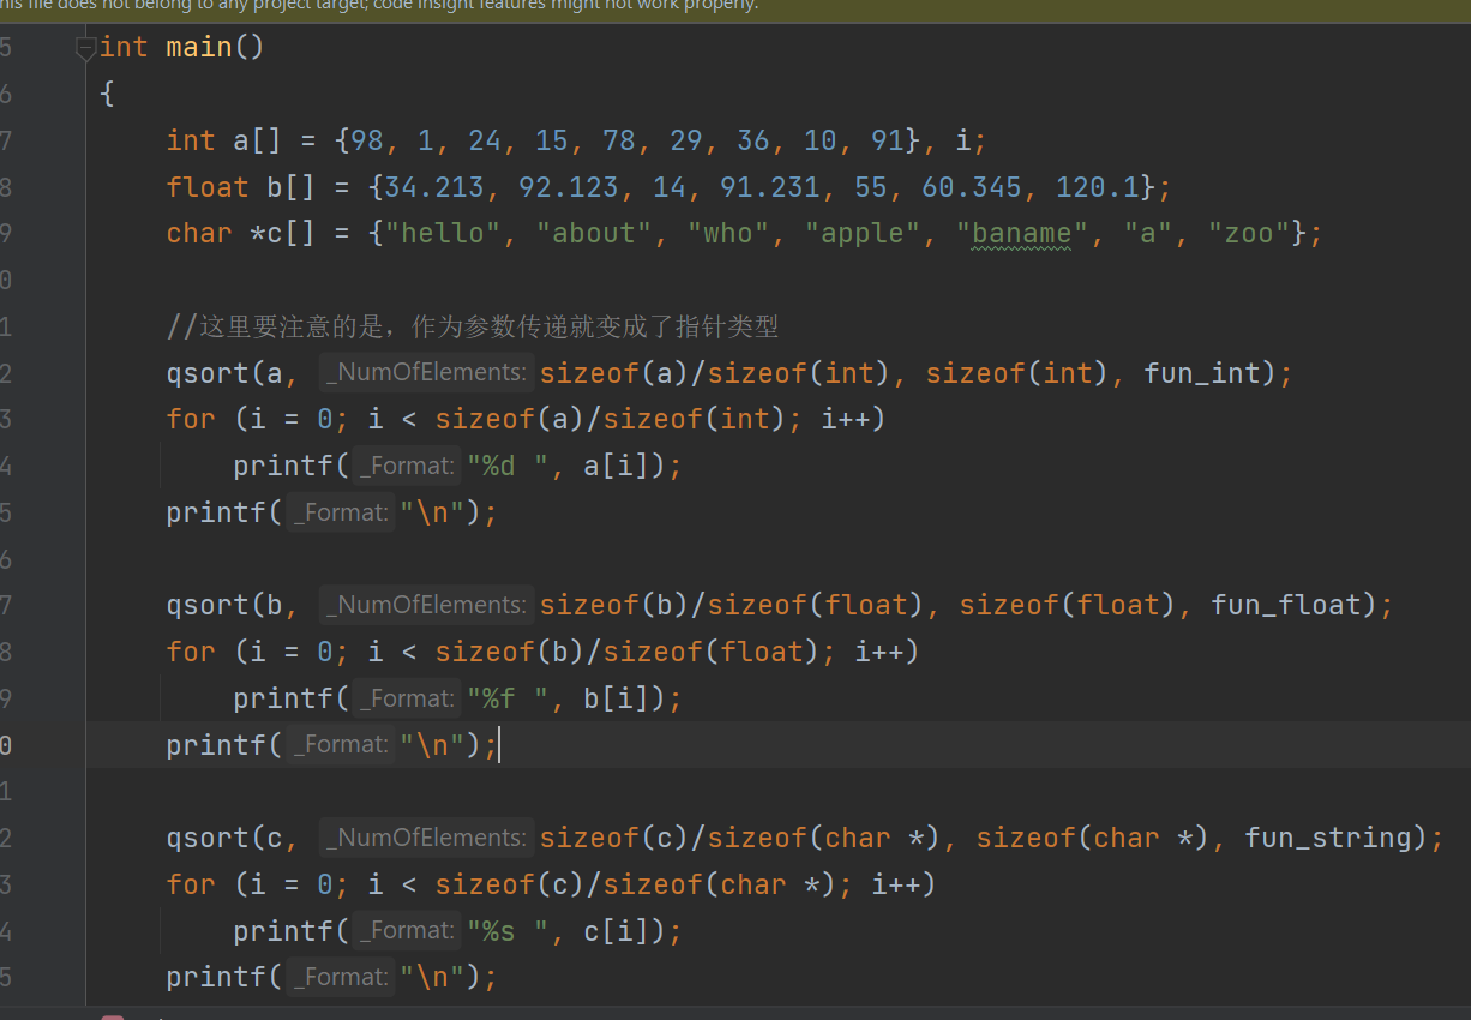 his file does not belong to any project target; code insight features might not work properly.
5 int main()
6 {
7 int a[] = {98, 1, 24, 15, 78, 29, 36, 10, 91}, i;
8 float b[] = {34.213, 92.123, 14, 91.231, 55, 60.345, 120.1};
9 char *c[] = {"hello", "about", "who", "apple", "baname", "a", "zoo"};
0
1 //这里要注意的是，作为参数传递就变成了指针类型
2 qsort(a, _NumOfElements: sizeof(a)/sizeof(int), sizeof(int), fun_int);
3 for (i = 0; i < sizeof(a)/sizeof(int); i++)
4 printf( _Format: "%d ", a[i]);
5 printf( _Format: "\n");
6
7 qsort(b, _NumOfElements: sizeof(b)/sizeof(float), sizeof(float), fun_float);
8 for (i = 0; i < sizeof(b)/sizeof(float); i++)
9 printf( _Format: "%f ", b[i]);
0 printf( _Format: "\n");
1
2 qsort(c, _NumOfElements: sizeof(c)/sizeof(char *), sizeof(char *), fun_string);
3 for (i = 0; i < sizeof(c)/sizeof(char *); i++)
4 printf( _Format: "%s ", c[i]);
5 printf( _Format: "\n");